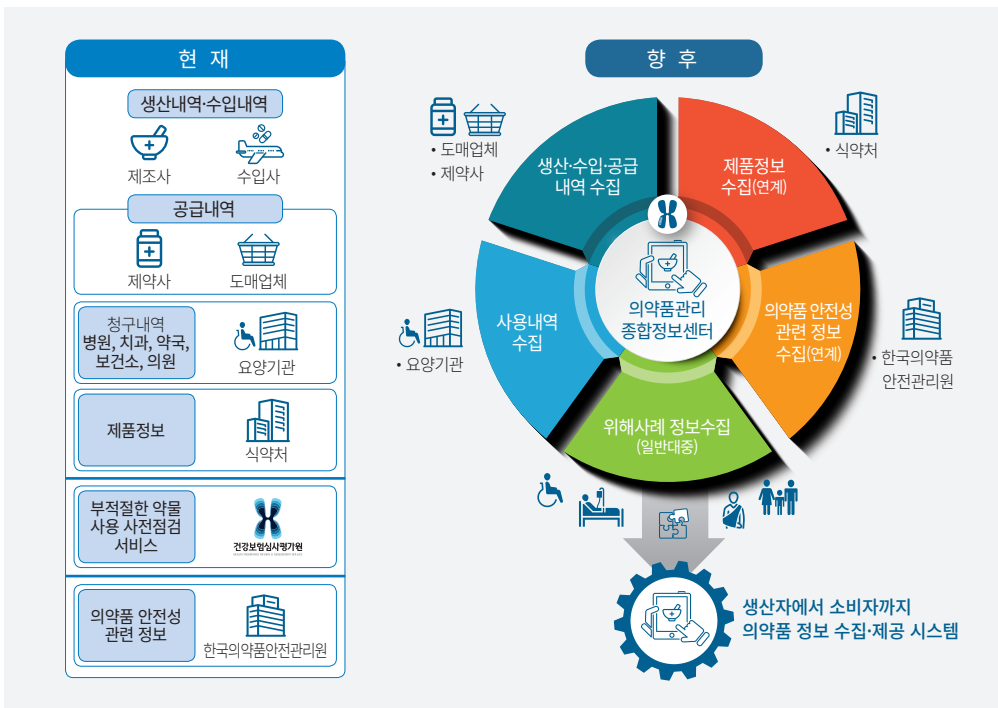 현 재
생산내역·수입내역
제조사
수입사
공급내역
제약사
도매업체
청구내역
병원, 치과, 약국,
보건소, 의원
요양기관
제품정보
식약처
부적절한 약물
사용 사전점검
서비스
건강보험심사평가원
의약품 안전성
관련 정보
한국의약품안전관리원
향 후
• 도매업체
• 제약사
생산·수입·공급
내역 수집
제품정보
수집(연계)
• 식약처
의약품관리
종합정보센터
사용내역
수집
• 요양기관
의약품 안전성
관련 정보
수집(연계)
• 한국의약품
안전관리원
위해사례 정보수집
(일반대중)
생산자에서 소비자까지
의약품 정보 수집·제공 시스템